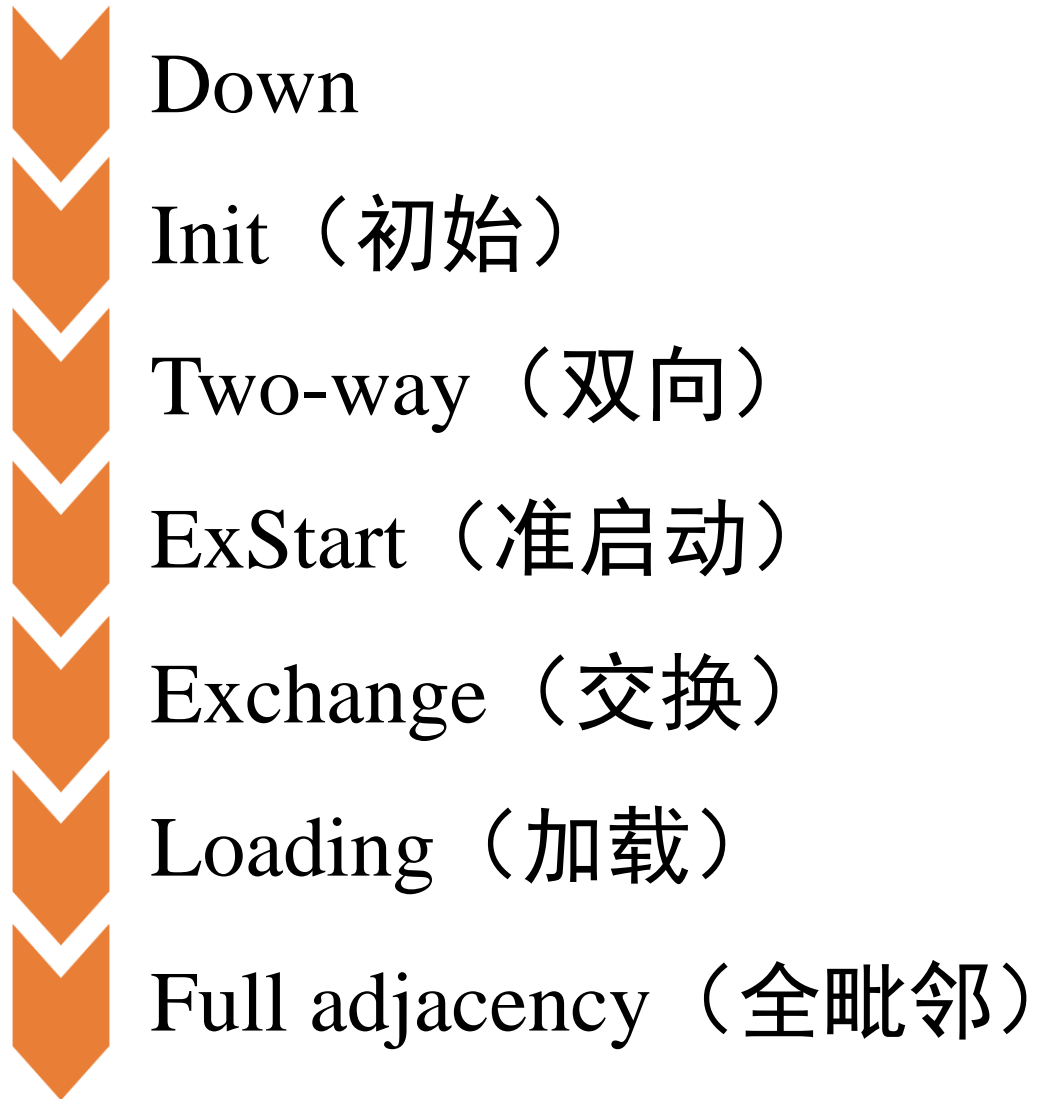 Down
Init（初始）
Two-way（双向）
ExStart（准启动）
Exchange（交换）
Loading（加载）
Full adjacency（全毗邻）